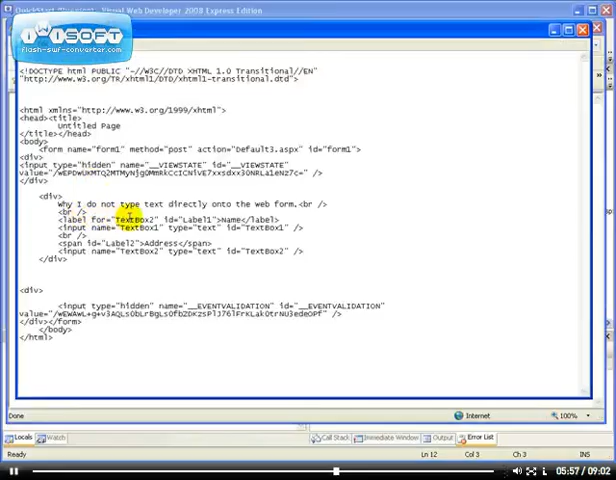 Visual Web Developer 2008 Express Edition
iWiSOFT
flash-swf-converter.com
<!DOCTYPE html PUBLIC "-//W3C//DTD XHTML 1.0 Transitional//EN"
"http://www.w3.org/TR/xhtml1/DTD/xhtml1-transitional.dtd">
<html xmlns="http://www.w3.org/1999/xhtml">
<head><title>
Untitled Page
</title></head>
<body>
<form name="form1" method="post" action="Default3.aspx" id="form1">
<div>
<input type="hidden" name="__VIEWSTATE" id="__VIEWSTATE"
</div>
<div>
Why I do not type text directly onto the web form.<br />
<br />
<label for="TextBox2" id="Label1">Name</label>
<input name="TextBox1" type="text" id="TextBox1" />
<br />
<span id="Label2">Address</span>
<input name="TextBox2" type="text" id="TextBox2" />
</div>
<div>
<input type="hidden" name="__EVENTVALIDATION" id="__EVENTVALIDATION"
</div></form>
</body>
</html>
Done
Internet
100%
Locals
Watch
Call Stack
Immediate Window
Output
Error List
Ready
Ln 12
Col 3
Ch 3
INS
05:57 / 09:02